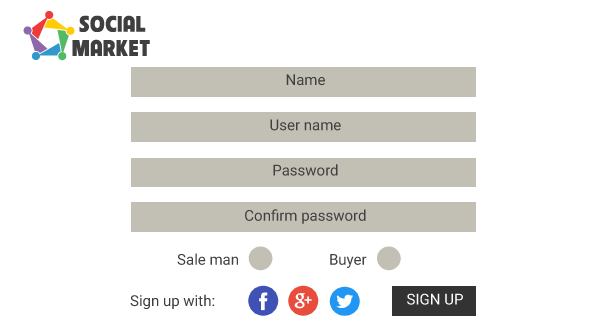 SOCIAL
MARKET
Name
User name
Password
Confirm password
Sale man Buyer
Sign up with: f g+ SIGN UP